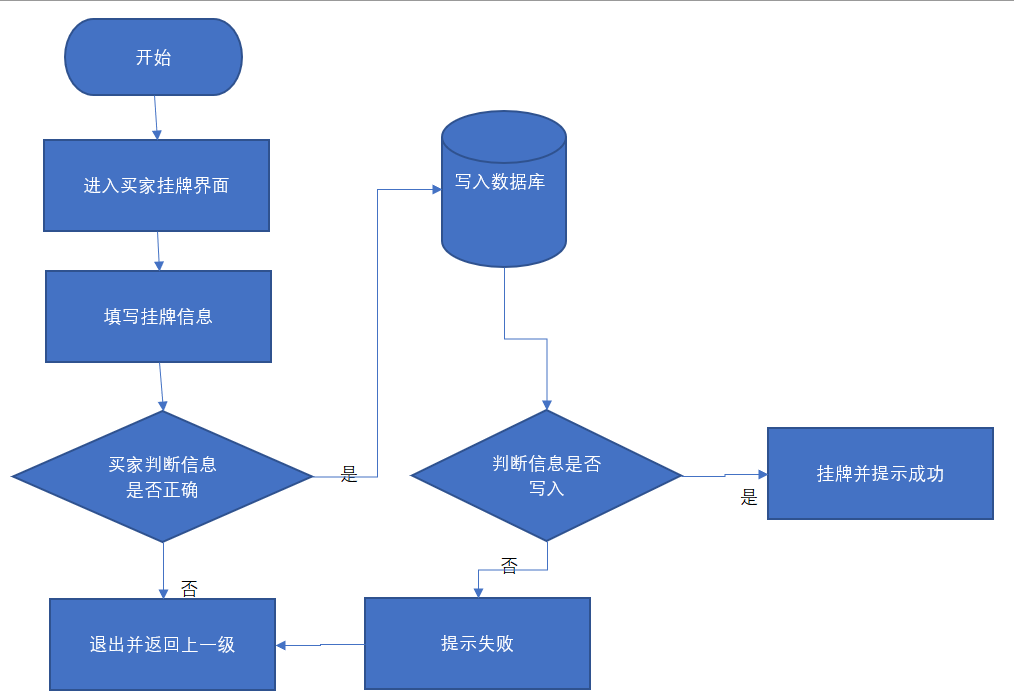 开始
进入买家挂牌界面
填写挂牌信息
买家判断信息
是否正确
是
否
退出并返回上一级
写入数据库
判断信息是否
写入
是
否
挂牌并提示成功
提示失败